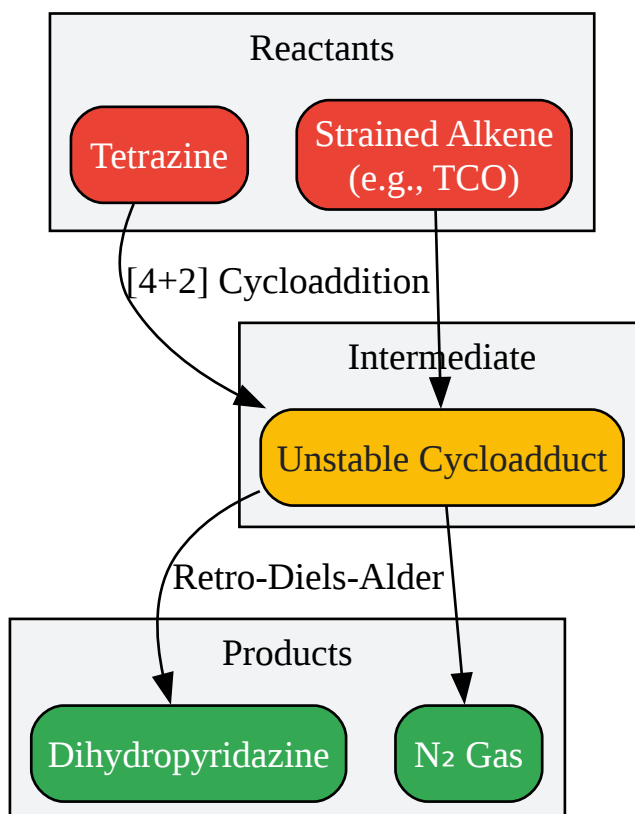 Reactants
Tetrazine
Strained Alkene
(e.g., TCO)
[4+2] Cycloaddition
Intermediate
Unstable Cycloadduct
Retro-Diels-Alder
Products
Dihydropyridazine
N₂ Gas